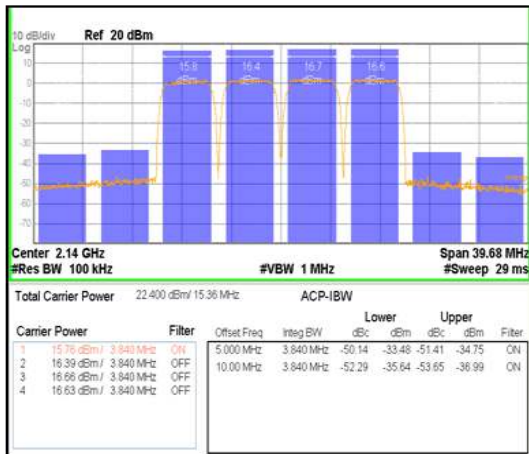 10 dB/div Ref 20 dBm
Log
10
0
-10
-20
-30
-40
-50
-60
-70
15.8 dBm 16.4 dBm 16.7 dBm 16.6 dBm
Center 2.14 GHz Span 39.68 MHz
#Res BW 100 kHz #VBW 1 MHz #Sweep 29 ms
Total Carrier Power 22.400 dBm/ 15.36 MHz ACP-IBW
Lower Upper
Carrier Power Filter Offset Freq Integ BW dBc dBm dBc dBm Filter
1 15.76 dBm / 3.840 MHz ON 5.000 MHz 3.840 MHz -50.14 -33.48 -51.41 -34.75 ON
2 16.39 dBm / 3.840 MHz OFF 10.00 MHz 3.840 MHz -52.29 -35.64 -53.65 -36.99 ON
3 16.66 dBm / 3.840 MHz OFF
4 16.63 dBm / 3.840 MHz OFF